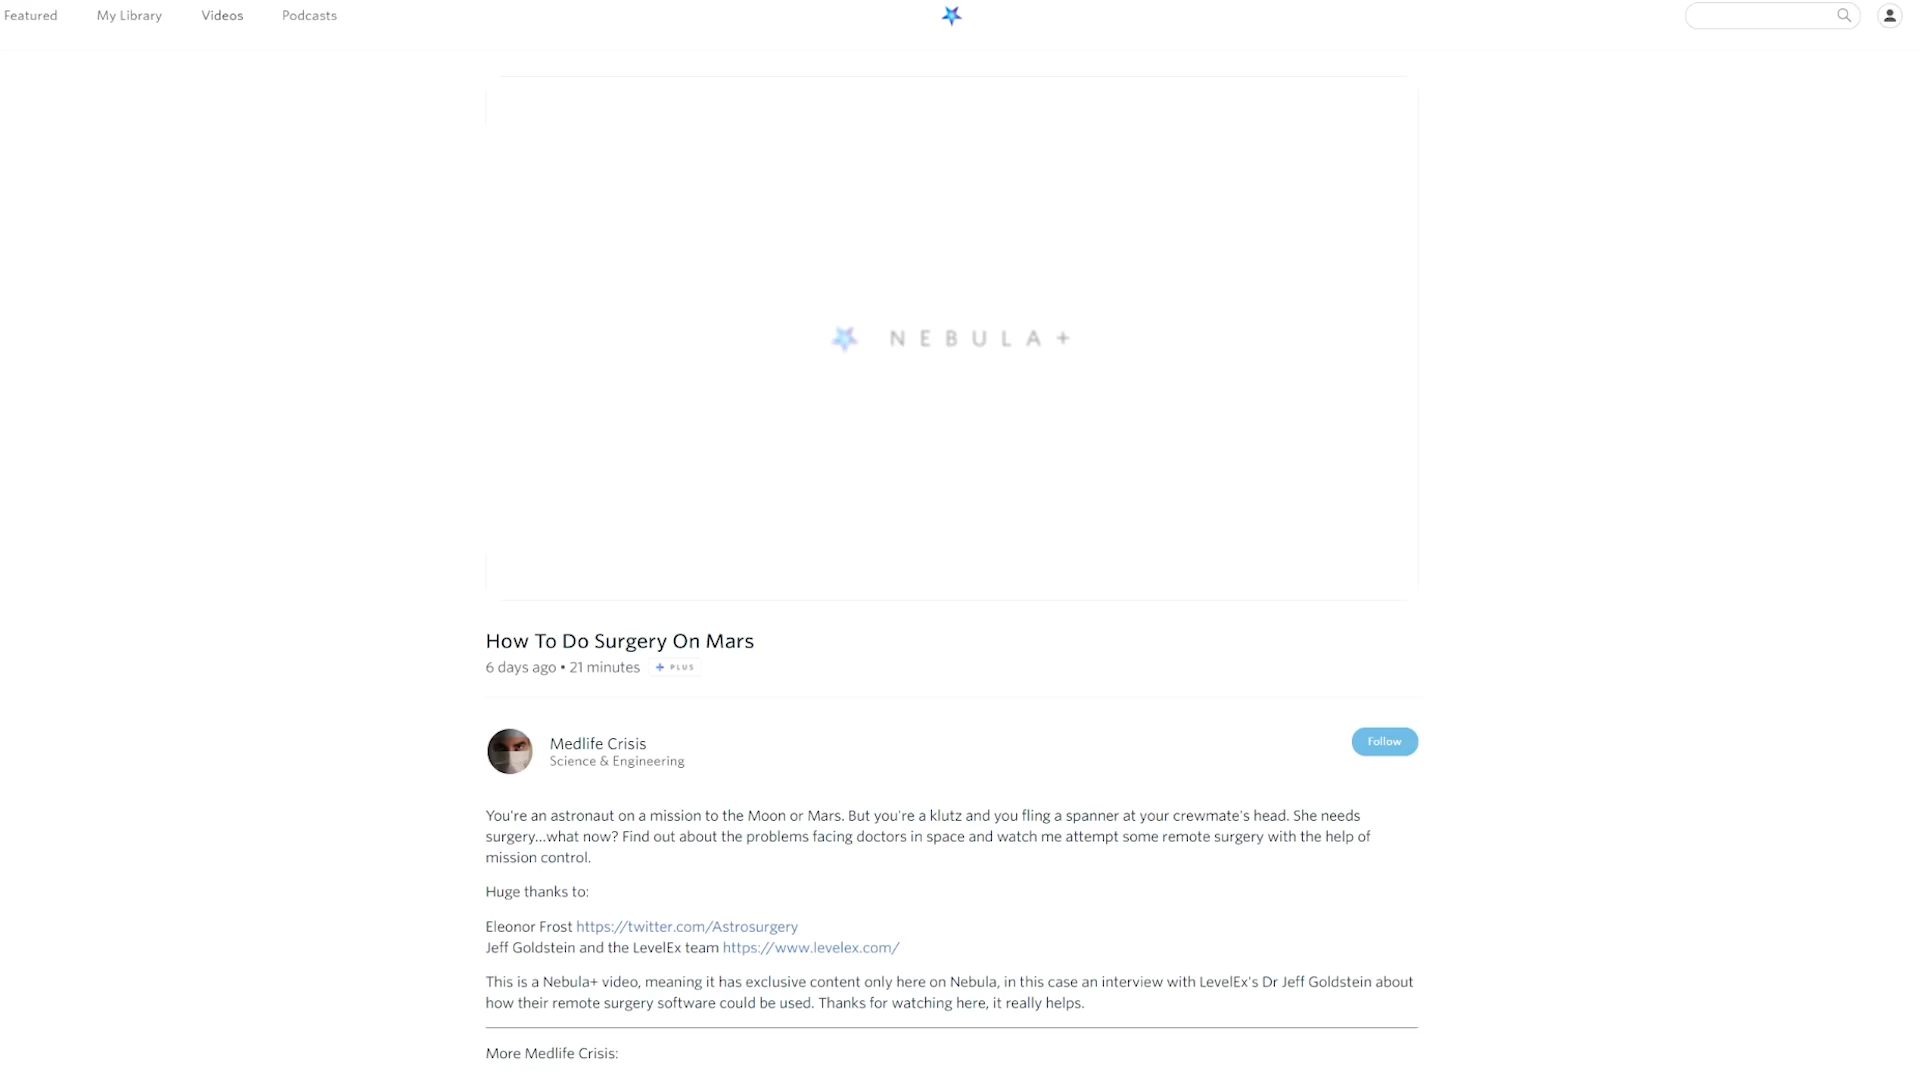 Featured
My Library
Videos
Podcasts
NEBULA+
How To Do Surgery On Mars
6 days ago • 21 minutes + PLUS
Medlife Crisis
Science & Engineering
Follow
You're an astronaut on a mission to the Moon or Mars. But you're a klutz and you fling a spanner at your crewmate's head. She needs
surgery...what now? Find out about the problems facing doctors in space and watch me attempt some remote surgery with the help of
mission control.
Huge thanks to:
Eleonor Frost https://twitter.com/Astrosurgery
Jeff Goldstein and the LevelEx team https://www.levelex.com/
This is a Nebula+ video, meaning it has exclusive content only here on Nebula, in this case an interview with LevelEx's Dr Jeff Goldstein about
how their remote surgery software could be used. Thanks for watching here, it really helps.
More Medlife Crisis: